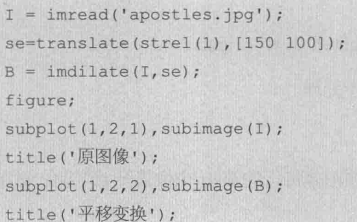 I = imread('apostles.jpg');
se=translate(strel(1),[150 100]);
B = imdilate(I,se);
figure;
subplot(1,2,1),subimage(I);
title('原图像');
subplot(1,2,2),subimage(B);
title('平移变换');